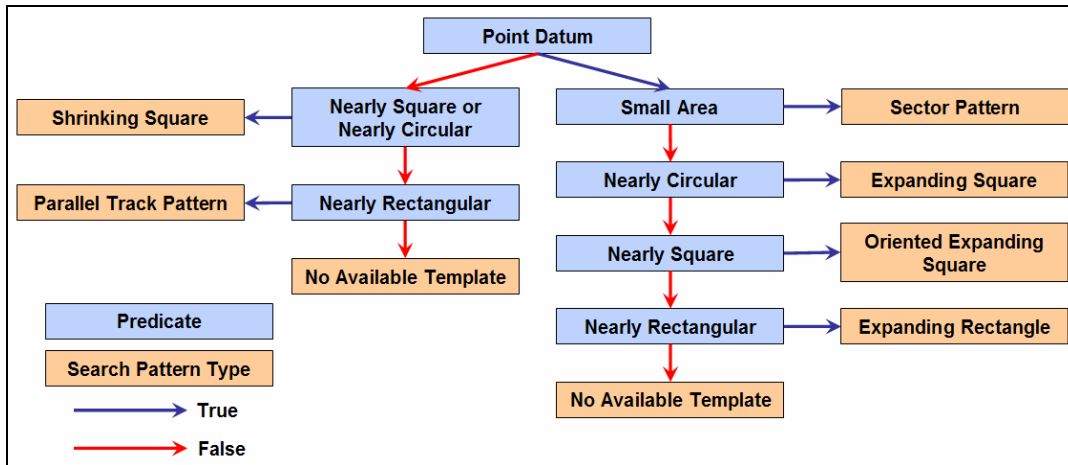 Point Datum
Shrinking Square
Nearly Square or
Nearly Circular
Small Area
Sector Pattern
Nearly Circular
Expanding Square
Parallel Track Pattern
Nearly Rectangular
Nearly Square
Oriented Expanding
Square
No Available Template
Predicate
Nearly Rectangular
Expanding Rectangle
Search Pattern Type
No Available Template
True
False